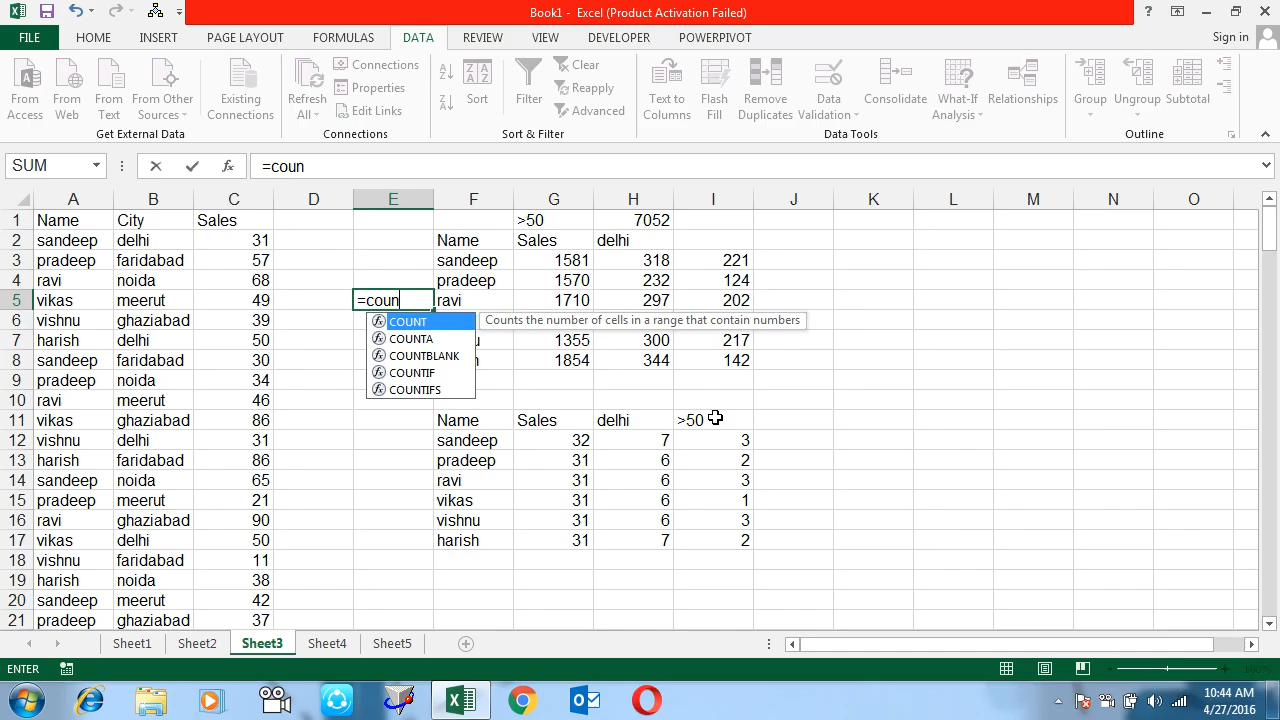 Book1 - Excel (Product Activation Failed)
FILE HOME INSERT PAGE LAYOUT FORMULAS DATA REVIEW VIEW DEVELOPER POWERPIVOT Sign in
From Access From Web From Text From Other Sources Existing Connections Refresh All Connections Properties Edit Links Sort Filter Clear Reapply Advanced Text to Columns Flash Fill Remove Duplicates Data Validation Consolidate What-If Analysis Relationships Group Ungroup Subtotal
Get External Data Connections Sort & Filter Data Tools Outline
SUM =coun
A B C D E F G H I J K L M N O
1 Name City Sales >50 7052
2 sandeep delhi 31 Name Sales delhi
3 pradeep faridabad 57 sandeep 1581 318 221
4 ravi noida 68 pradeep 1570 232 124
5 vikas meerut 49 =coun ravi 1710 297 202
6 vishnu ghaziabad 39 COUNT Counts the number of cells in a range that contain numbers
7 harish delhi 50 COUNTA u 1355 300 217
8 sandeep faridabad 30 COUNTBLANK 1854 344 142
9 pradeep noida 34 COUNTIF
10 ravi meerut 46 COUNTIFS
11 vikas ghaziabad 86 Name Sales delhi >50
12 vishnu delhi 31 sandeep 32 7 3
13 harish faridabad 86 pradeep 31 6 2
14 sandeep noida 65 ravi 31 6 3
15 pradeep meerut 21 vikas 31 6 1
16 ravi ghaziabad 90 vishnu 31 6 3
17 vikas delhi 50 harish 31 7 2
18 vishnu faridabad 11
19 harish noida 38
20 sandeep meerut 42
21 pradeep ghaziabad 37
Sheet1 Sheet2 Sheet3 Sheet4 Sheet5
ENTER 100%
10:44 AM
4/27/2016